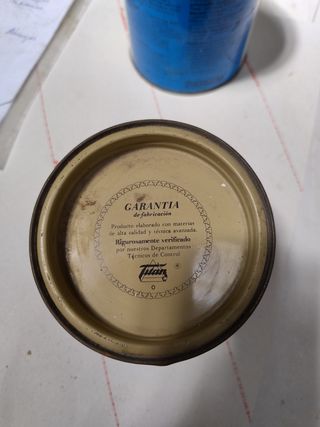 GARANTIA
de fabricación
Producto elaborado con materias
de alta calidad y técnica avanzada.
Rigurosamente verificado
por nuestros Departamentos
Técnicos de Control
Titan
0